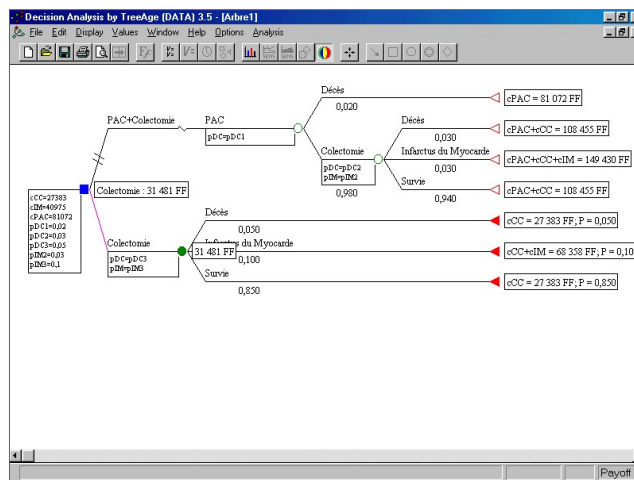 Decision Analysis by TreeAge (DATA) 3.5 - [Arbre1]
File Edit Display Values Window Help Options Analysis
Décès
0,020
cPAC = 81 072 FF
PAC+Colectomie
PAC
pDC=pDC1
Décès
0,030
cPAC+cCC = 108 455 FF
Colectomie
pDC=pDC2
pIM=pIM2
0,980
Infarctus du Myocarde
0,030
cPAC+cCC+cIM = 149 430 FF
Survie
0,940
cPAC+cCC = 108 455 FF
cCC=27383
cIM=40975
cPAC=81072
pDC1=0,02
pDC2=0,03
pDC3=0,05
pIM2=0,03
pIM3=0,1
Colectomie : 31 481 FF
Décès
0,050
cCC = 27 383 FF; P = 0,050
Colectomie
pDC=pDC3
pIM=pIM3
31 481 FF
Infarctus du Myocarde
0,100
cCC+cIM = 68 358 FF; P = 0,10
Survie
0,850
cCC = 27 383 FF; P = 0,850
Payoff